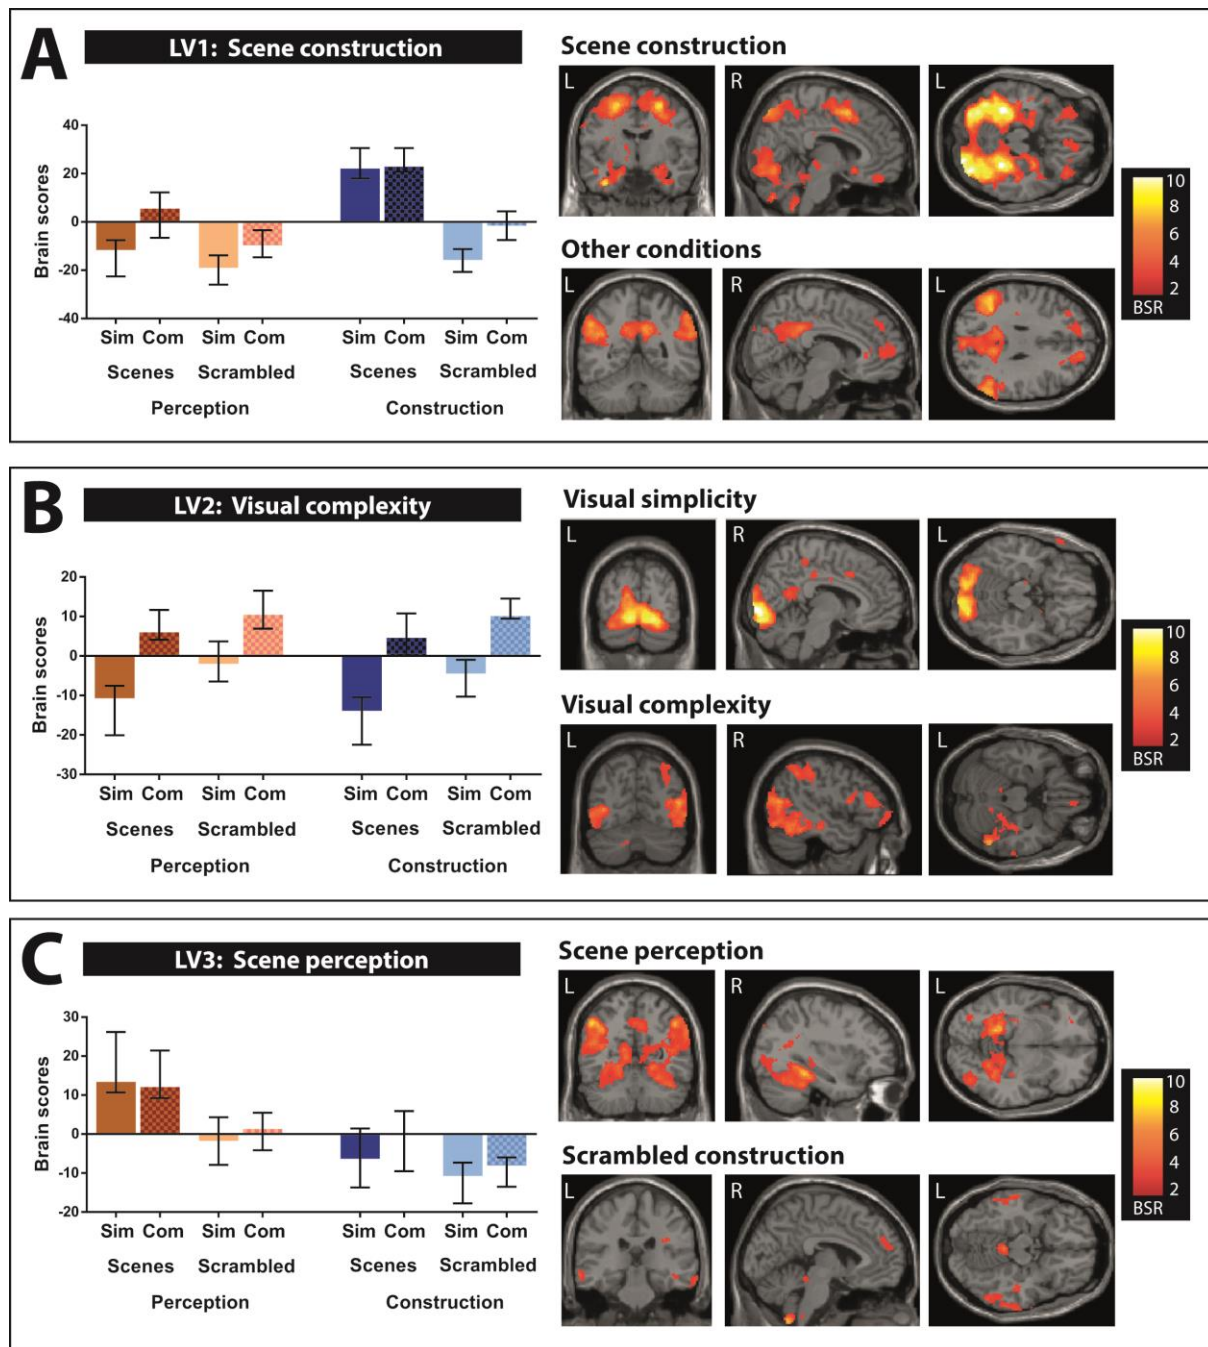 A
LV1: Scene construction
Brain scores
40
20
0
-20
-40
Sim Com Sim Com Sim Com Sim Com
Scenes Scrambled Scenes Scrambled
Perception Construction
Scene construction
L R L
Other conditions
L R L
10
8
6
4
2
BSR
B
LV2: Visual complexity
Brain scores
20
10
0
-10
-20
-30
Sim Com Sim Com Sim Com Sim Com
Scenes Scrambled Scenes Scrambled
Perception Construction
Visual simplicity
L R L
Visual complexity
L R L
10
8
6
4
2
BSR
C
LV3: Scene perception
Brain scores
30
20
10
0
-10
-20
Sim Com Sim Com Sim Com Sim Com
Scenes Scrambled Scenes Scrambled
Perception Construction
Scene perception
L R L
Scrambled construction
L R L
10
8
6
4
2
BSR